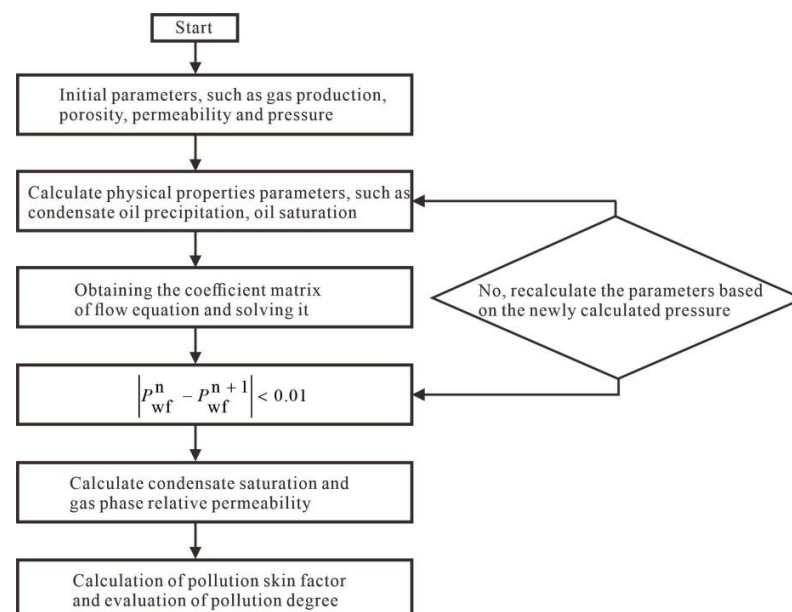 Start
Initial parameters, such as gas production,
porosity, permeability and pressure
Calculate physical properties parameters, such as
condensate oil precipitation, oil saturation
Obtaining the coefficient matrix
of flow equation and solving it
No, recalculate the parameters based
on the newly calculated pressure
|P_wf^n − P_wf^(n + 1)| < 0.01
Calculate condensate saturation and
gas phase relative permeability
Calculation of pollution skin factor
and evaluation of pollution degree